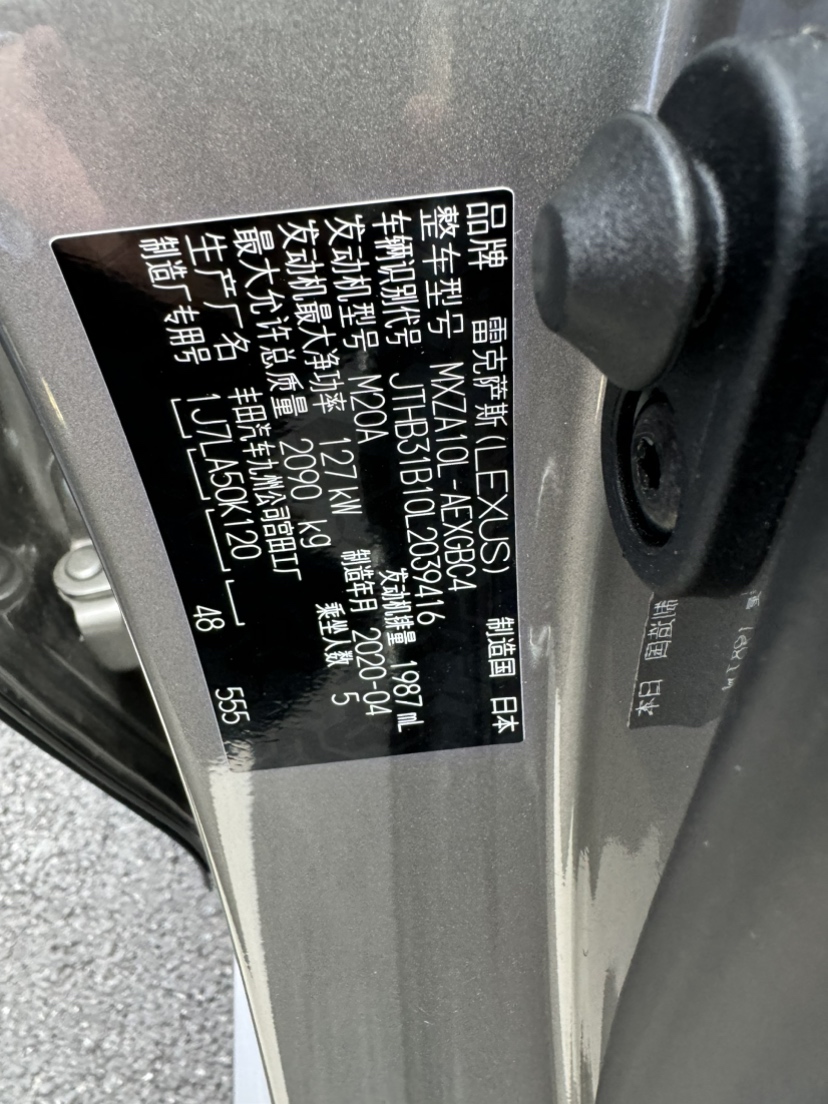 品牌 雷克萨斯(LEXUS) 制造国 日本
整车型号 MXZA10L-AEXGBC4
车辆识别代号 JTHB31B10L2039416
发动机型号 M20A 发动机排量 1987 mL
发动机最大净功率 127 kW 制造年月 2020-04
最大允许总质量 2090 kg 乘坐人数 5
生产厂名 丰田汽车九州公司宫田工厂
制造厂专用号 1J7LA50K120 48 555